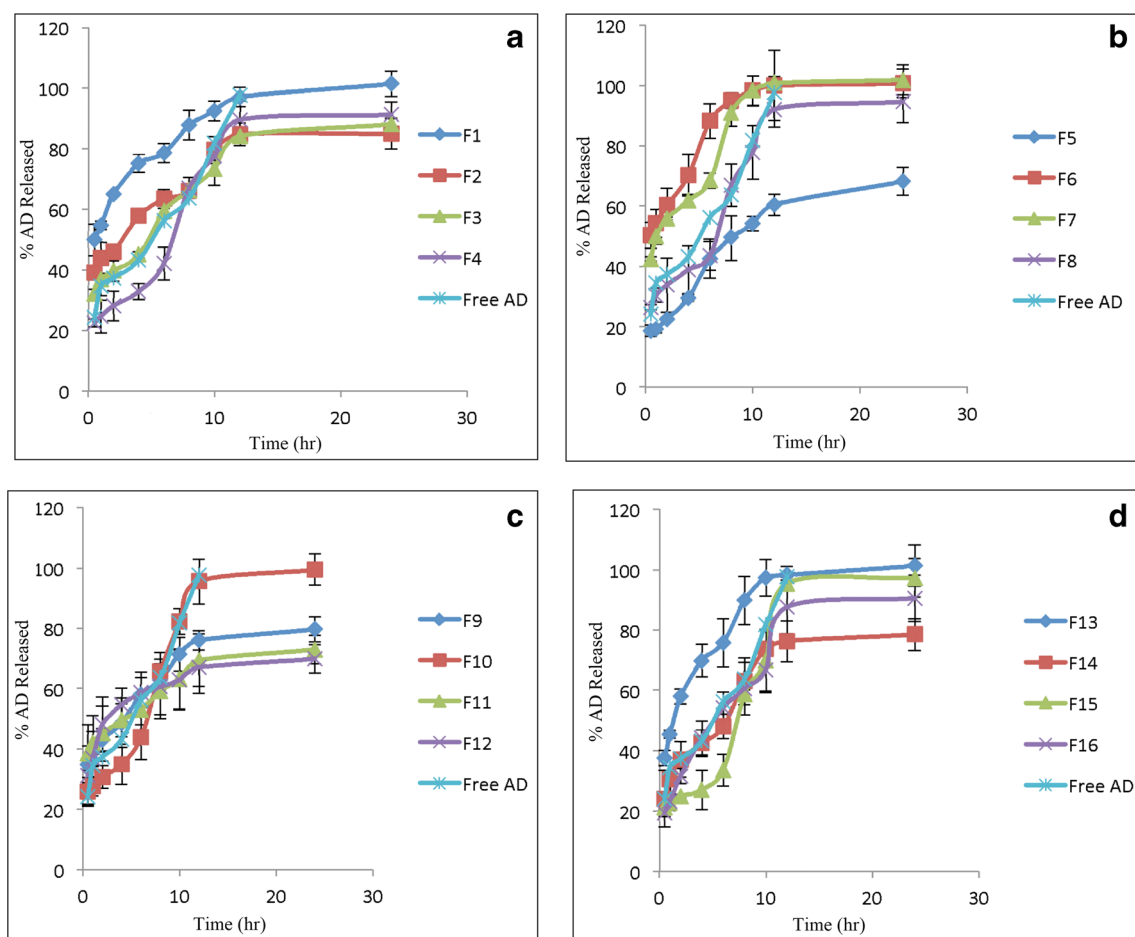 a
120
100
80
60
40
20
0
% AD Released
0 10 20 30
Time (hr)
F1
F2
F3
F4
Free AD
b
120
100
80
60
40
20
0
% AD Released
0 10 20 30
Time (hr)
F5
F6
F7
F8
Free AD
c
120
100
80
60
40
20
0
% AD Released
0 10 20 30
Time (hr)
F9
F10
F11
F12
Free AD
d
120
100
80
60
40
20
0
% AD Released
0 10 20 30
Time (hr)
F13
F14
F15
F16
Free AD